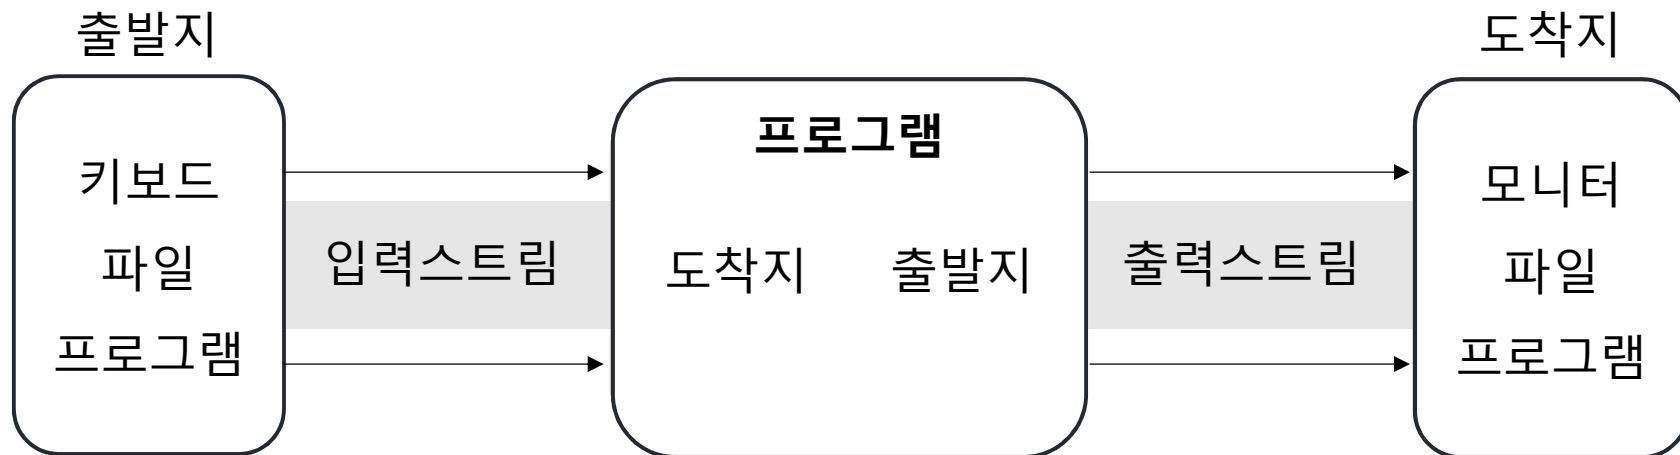 출발지
키보드
파일
프로그램
입력스트림
프로그램
도착지 출발지
출력스트림
도착지
모니터
파일
프로그램